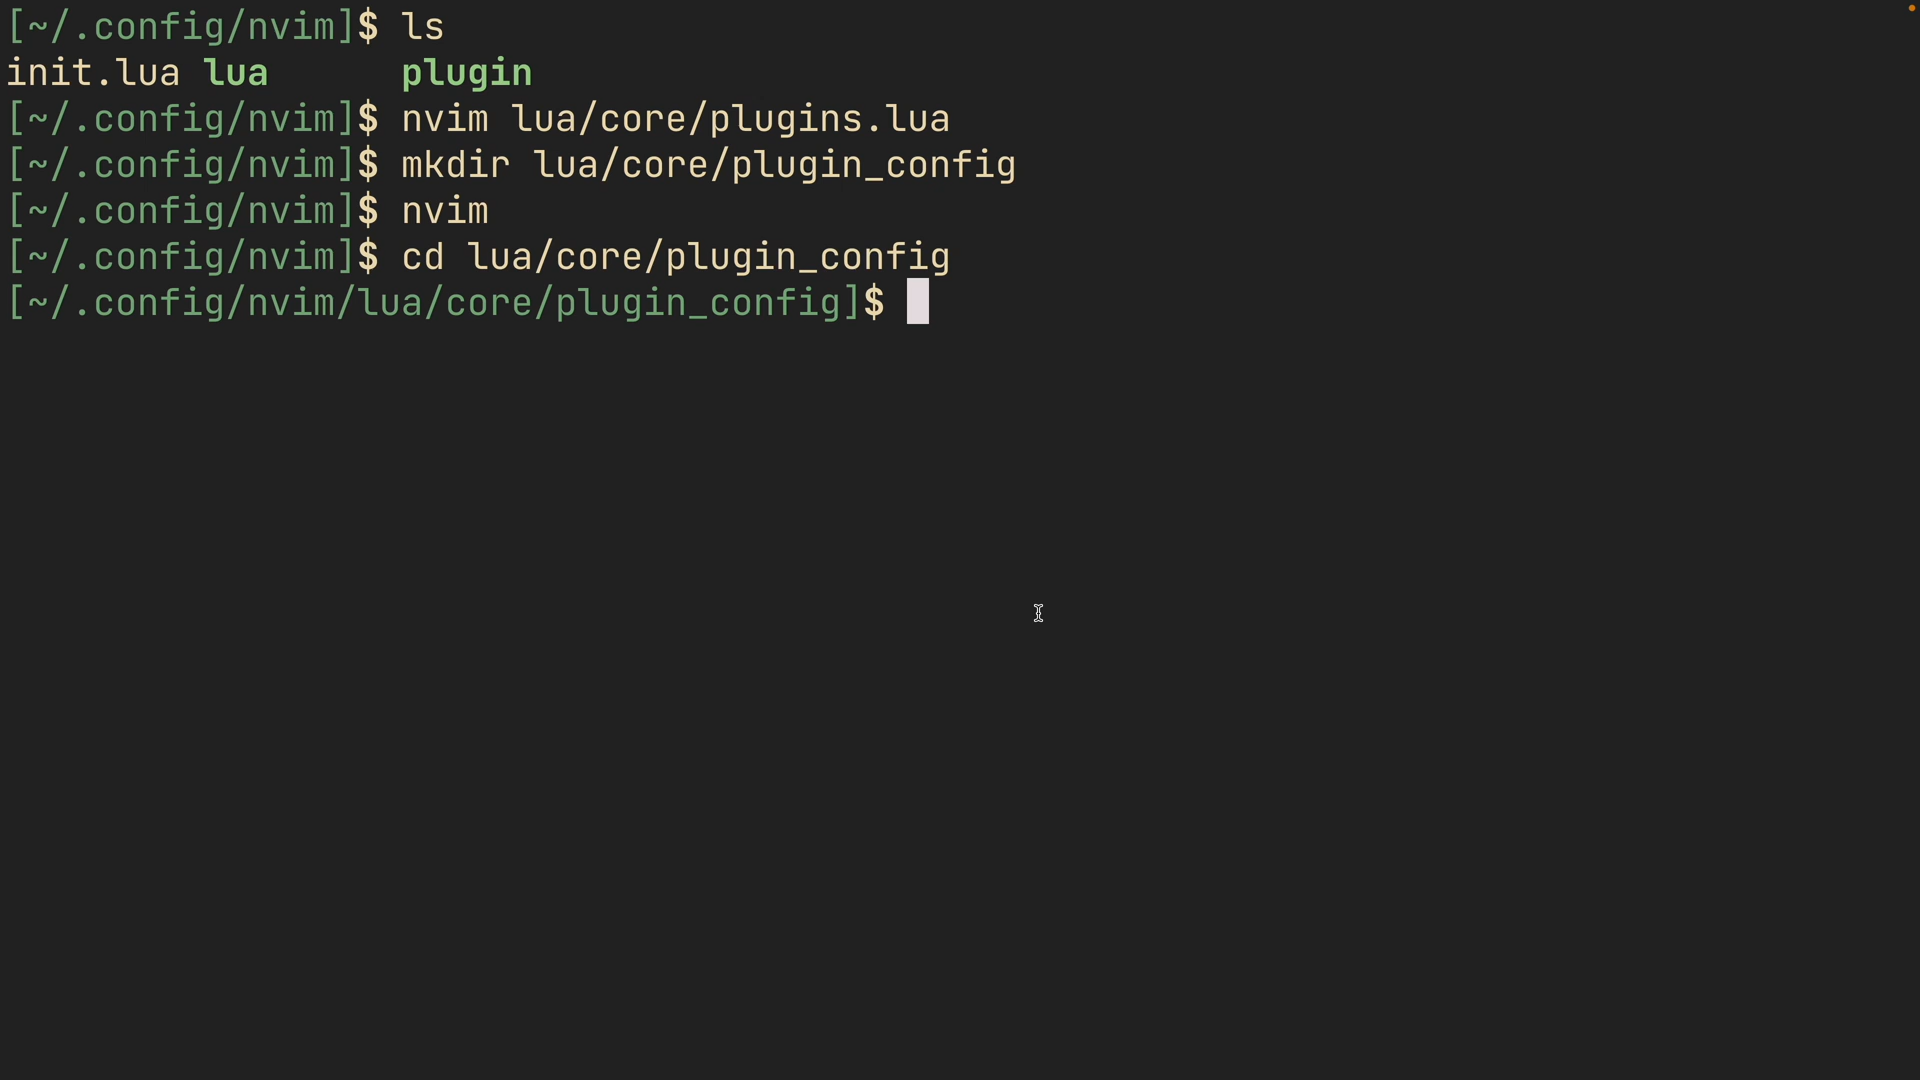 [~/.config/nvim]$ ls
init.lua lua      plugin
[~/.config/nvim]$ nvim lua/core/plugins.lua
[~/.config/nvim]$ mkdir lua/core/plugin_config
[~/.config/nvim]$ nvim
[~/.config/nvim]$ cd lua/core/plugin_config
[~/.config/nvim/lua/core/plugin_config]$